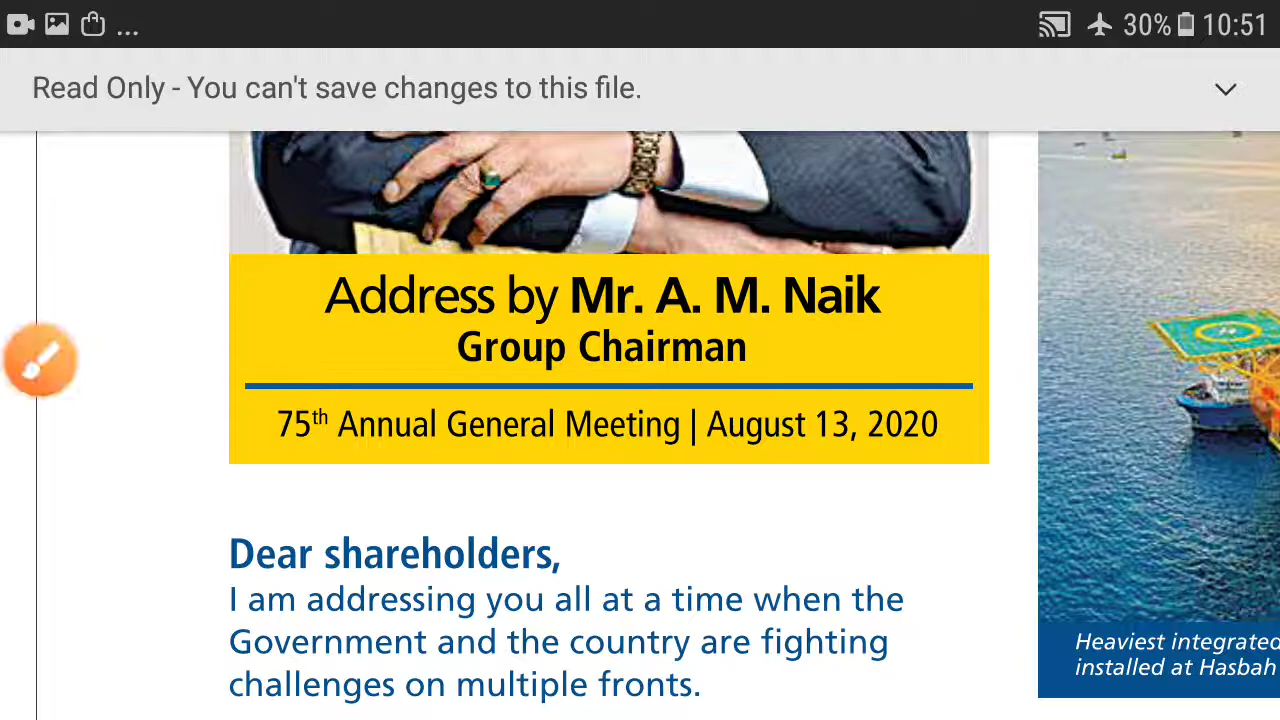 ... 30% 10:51
Read Only - You can't save changes to this file.
Address by Mr. A. M. Naik
Group Chairman
75th Annual General Meeting | August 13, 2020
Dear shareholders,
I am addressing you all at a time when the
Government and the country are fighting
challenges on multiple fronts.
Heaviest integrated
installed at Hasbah